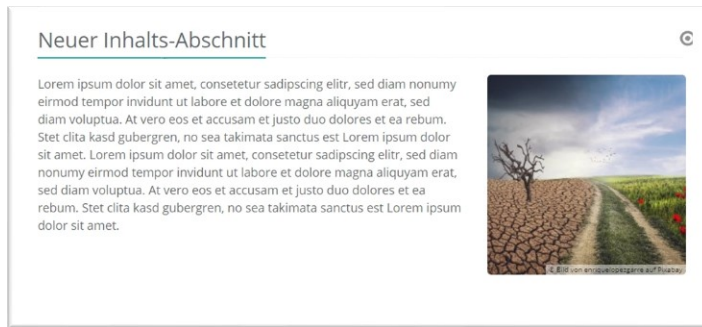 Neuer Inhalts-Abschnitt
Lorem ipsum dolor sit amet, consetetur sadipscing elitr, sed diam nonumy
eirmod tempor invidunt ut labore et dolore magna aliquyam erat, sed
diam voluptua. At vero eos et accusam et justo duo dolores et ea rebum.
Stet clita kasd gubergren, no sea takimata sanctus est Lorem ipsum dolor
sit amet. Lorem ipsum dolor sit amet, consetetur sadipscing elitr, sed diam
nonumy eirmod tempor invidunt ut labore et dolore magna aliquyam erat,
sed diam voluptua. At vero eos et accusam et justo duo dolores et ea
rebum. Stet clita kasd gubergren, no sea takimata sanctus est Lorem ipsum
dolor sit amet.
© Bild von enriquelopezgarre auf Pixabay